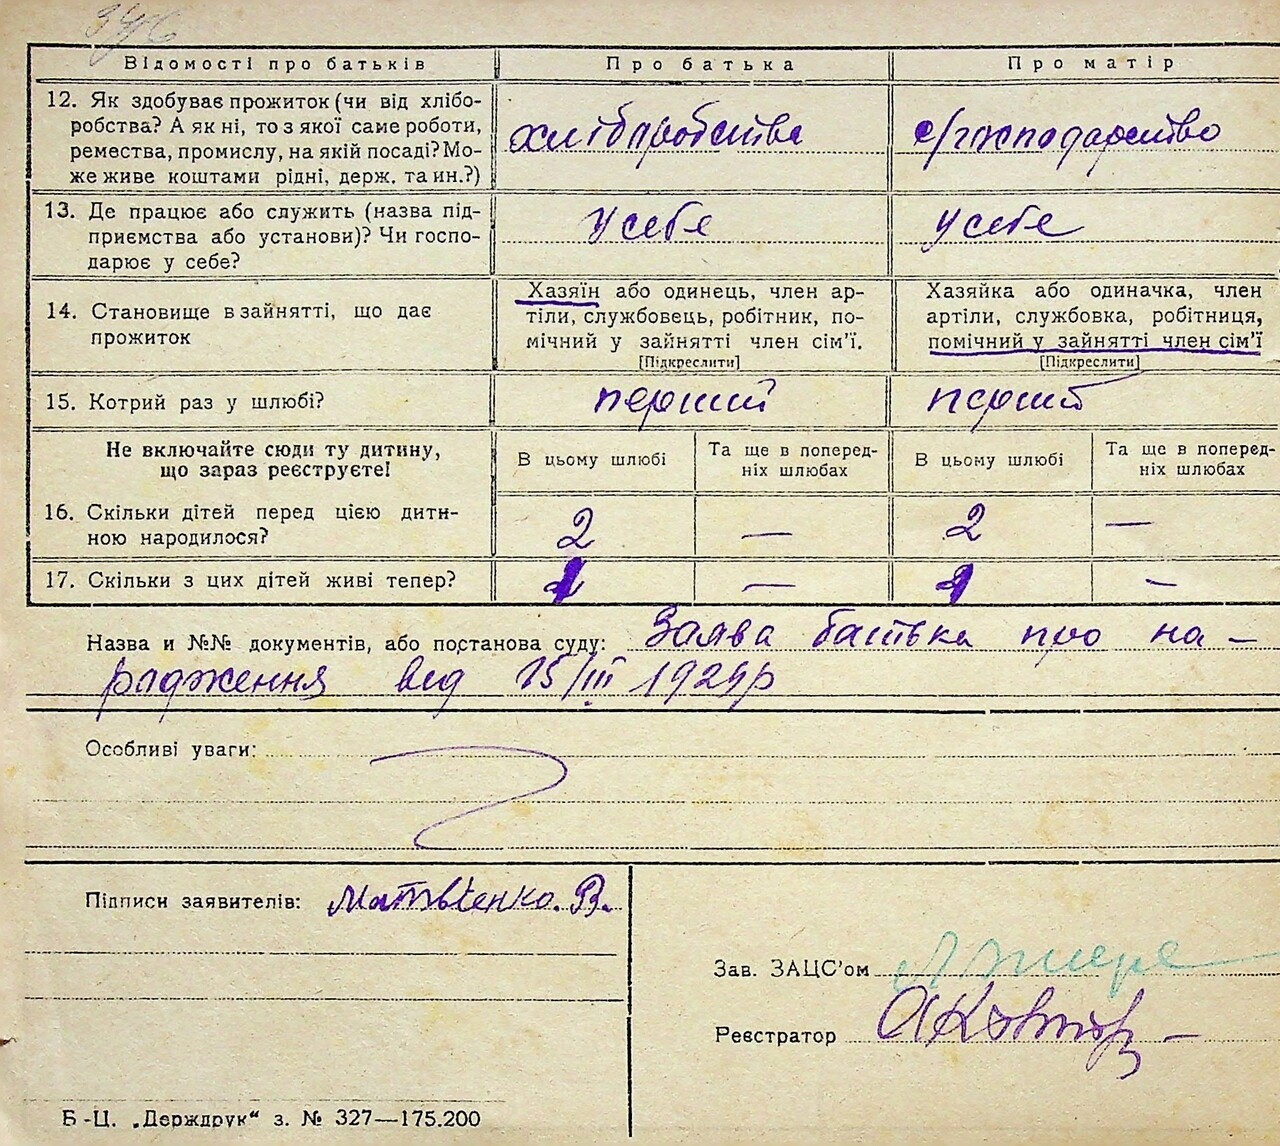 346
Відомості про батьків Про батька Про матір
12. Як здобуває прожиток (чи від хлібо-
робства? А як ні, то з якої саме роботи,
ремества, промислу, на якій посаді? Мо-
же живе коштами рідні, держ. та ин.?)
хліборобства с/господарство
13. Де працює або служить (назва під-
приємства або установи)? Чи госпо-
дарює у себе?
у себе у себе
14. Становище в зайнятті, що дає
прожиток
Хазяїн або одинець, член ар-
тіли, службовець, робітник, по-
мічний у зайнятті член сім'ї.
[Підкреслити]
Хазяйка або одиначка, член
артіли, службовка, робітниця,
помічний у зайнятті член сім'ї
[Підкреслити]
15. Котрий раз у шлюбі? перший перший
Не включайте сюди ту дитину,
що зараз реєструєте!
В цьому шлюбі
Та ще в поперед-
ніх шлюбах
В цьому шлюбі
Та ще в поперед-
ніх шлюбах
16. Скільки дітей перед цією дити-
ною народилося?
2 — 2 —
17. Скільки з цих дітей живі тепер? 1 — 1 —
Назва и №№ документів, або постанова суду: Заява батька про на-
родження від 15/III 1929р
Особливі уваги:
Підписи заявителів: Матвієнко. В.
Зав. ЗАЦС'ом
Реєстратор
Б-Ц. „Держдрук“ з. № 327—175.200